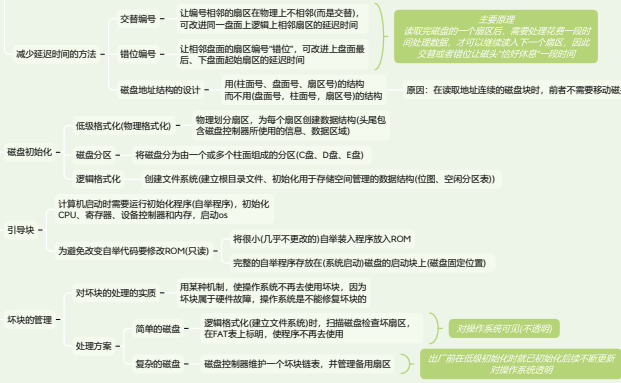 减少延迟时间的方法
交替编号
让编号相邻的扇区在物理上不相邻(而是交替),
可改进同一盘面上逻辑上相邻扇区的延迟时间
错位编号
让相邻盘面的扇区编号“错位”，可改进上盘面最
后、下盘面起始扇区的延迟时间
主要原理
读取完磁盘的一个扇区后，需要处理花费一段时
间处理数据，才可以继续读入下一个扇区，因此
交替或者错位让磁头“恰好休息”一段时间
磁盘地址结构的设计
用(柱面号、盘面号、扇区号)的结构
而不用(盘面号，柱面号，扇区号)的结构
原因：在读取地址连续的磁盘块时，前者不需要移动磁
磁盘初始化
低级格式化(物理格式化)
物理划分扇区，为每个扇区创建数据结构(头尾包
含磁盘控制器所使用的信息、数据区域)
磁盘分区
将磁盘分为由一个或多个柱面组成的分区(C盘、D盘、E盘)
逻辑格式化
创建文件系统(建立根目录文件、初始化用于存储空间管理的数据结构(位图、空闲分区表))
引导块
计算机启动时需要运行初始化程序(自举程序)，初始化
CPU、寄存器、设备控制器和内存，启动os
为避免改变自举代码要修改ROM(只读)
将很小(几乎不更改的)自举装入程序放入ROM
完整的自举程序存放在(系统启动)磁盘的启动块上(磁盘固定位置)
坏块的管理
对坏块的处理的实质
用某种机制，使操作系统不再去使用坏块，因为
坏块属于硬件故障，操作系统是不能修复坏块的
处理方案
简单的磁盘
逻辑格式化(建立文件系统)时，扫描磁盘检查坏扇区，
在FAT表上标明，使程序不再去使用
对操作系统可见(不透明)
复杂的磁盘
磁盘控制器维护一个坏块链表，并管理备用扇区
出厂前在低级初始化时就已初始化后续不断更新
对操作系统透明